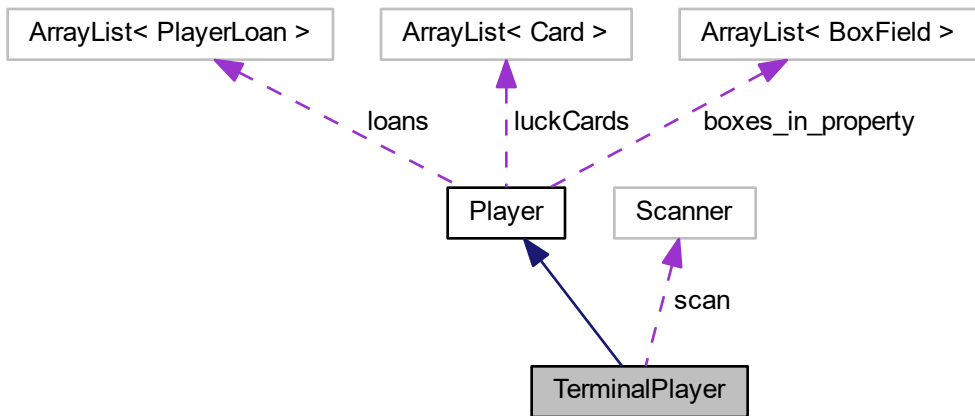 ArrayList< PlayerLoan >
ArrayList< Card >
ArrayList< BoxField >
loans
luckCards
boxes_in_property
Player
Scanner
scan
TerminalPlayer